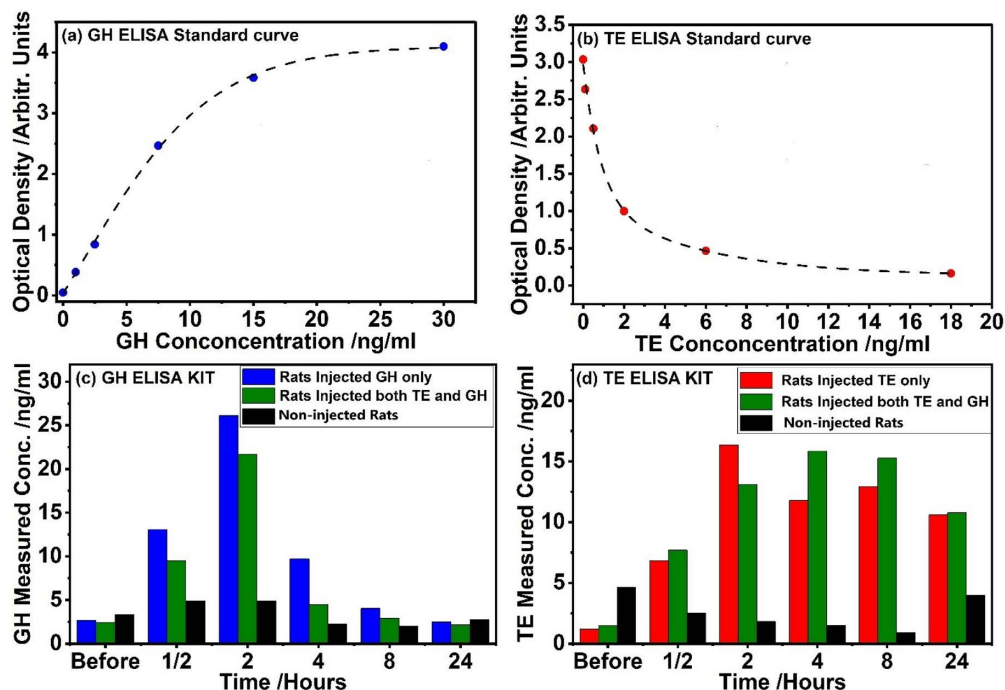 (a) GH ELISA Standard curve
Optical Density /Arbitr. Units
4
2
0
0 5 10 15 20 25 30
GH Conconcentration /ng/ml
(b) TE ELISA Standard curve
Optical Density /Arbitr. Units
3.5
3.0
2.5
2.0
1.5
1.0
0.5
0.0
0 2 4 6 8 10 12 14 16 18 20
TE Conconcentration /ng/ml
(c) GH ELISA KIT
Rats Injected GH only
Rats Injected both TE and GH
Non-injected Rats
GH Measured Conc. /ng/ml
30
25
20
15
10
5
0
Before 1/2 2 4 8 24
Time /Hours
(d) TE ELISA KIT
Rats Injected TE only
Rats Injected both TE and GH
Non-injected Rats
TE Measured Conc. /ng/ml
20
15
10
5
0
Before 1/2 2 4 8 24
Time /Hours